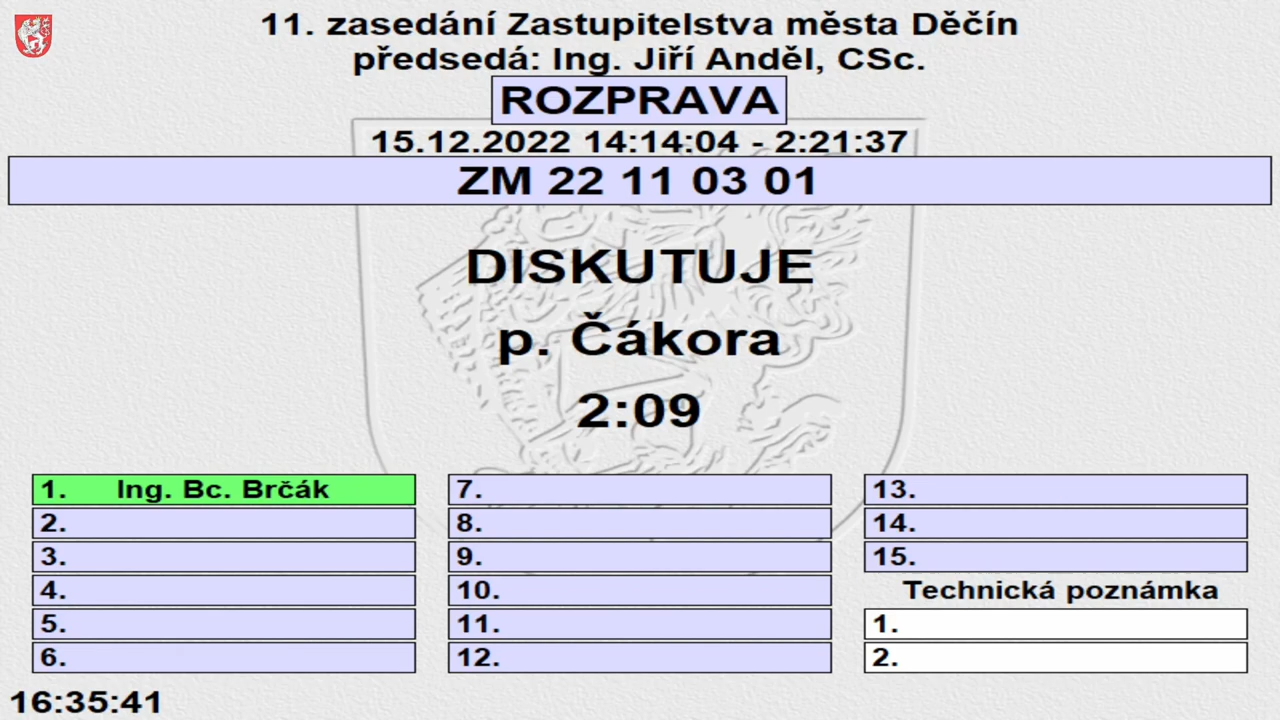 11. zasedání Zastupitelstva města Děčín
předsedá: Ing. Jiří Anděl, CSc.
ROZPRAVA
15.12.2022 14:14:04 - 2:21:37
ZM 22 11 03 01
DISKUTUJE
p. Čákora
2:09
1. Ing. Bc. Brčák
2.
3.
4.
5.
6.
7.
8.
9.
10.
11.
12.
13.
14.
15.
Technická poznámka
1.
2.
16:35:41